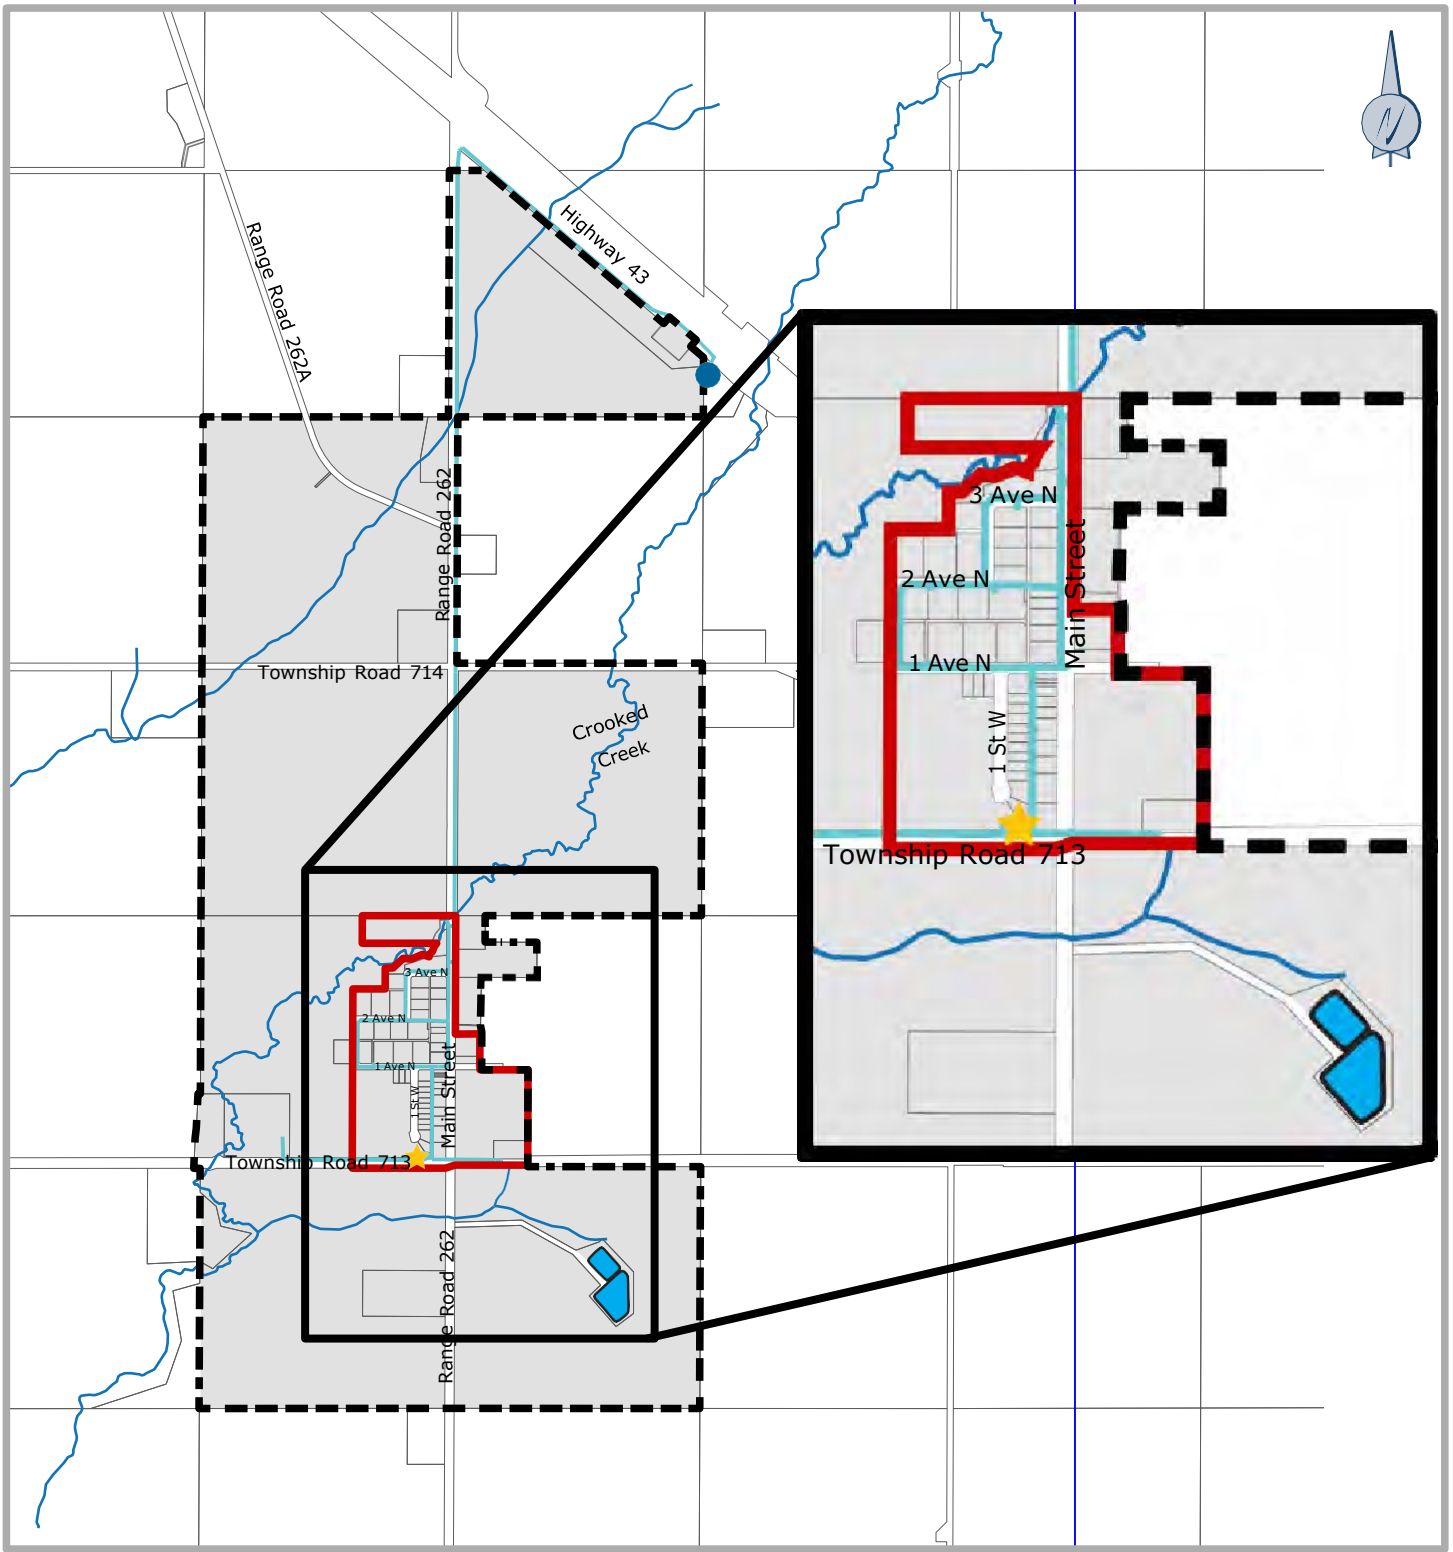 N
Highway 43
Range Road 262A
Range Road 262
Township Road 714
Crooked
Creek
3 Ave N
2 Ave N
1 Ave N
1 St W
Main Street
Township Road 713
Range Road 262
3 Ave N
2 Ave N
Main Street
1 Ave N
1 St W
Township Road 713